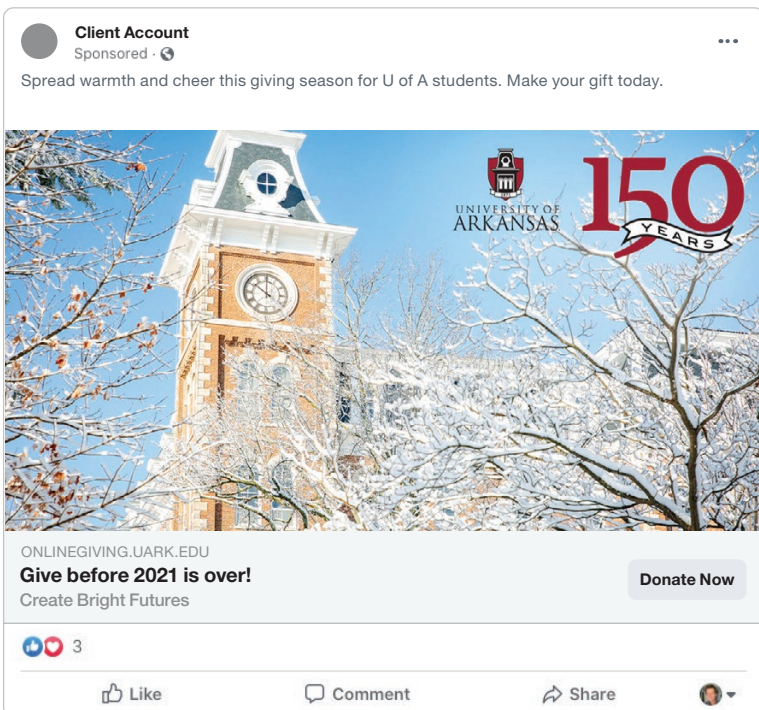 Client Account
Sponsored ·
Spread warmth and cheer this giving season for U of A students. Make your gift today.
UNIVERSITY OF
ARKANSAS
150
YEARS
ONLINEGIVING.UARK.EDU
Give before 2021 is over!
Create Bright Futures
Donate Now
3
Like
Comment
Share